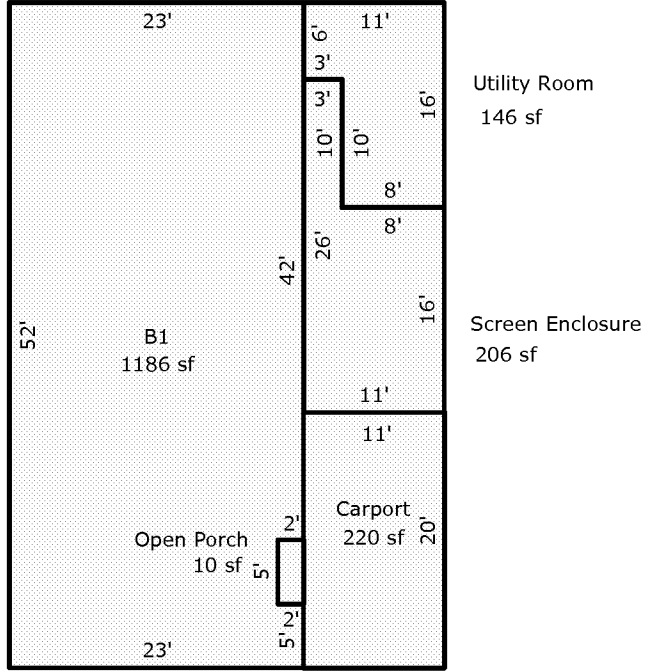 23'
11'
6'
3'
3'
Utility Room
146 sf
16'
10'
10'
8'
8'
26'
42'
16'
52'
B1
1186 sf
Screen Enclosure
206 sf
11'
11'
Carport
220 sf
20'
2'
Open Porch
10 sf
5'
2'
5'
23'